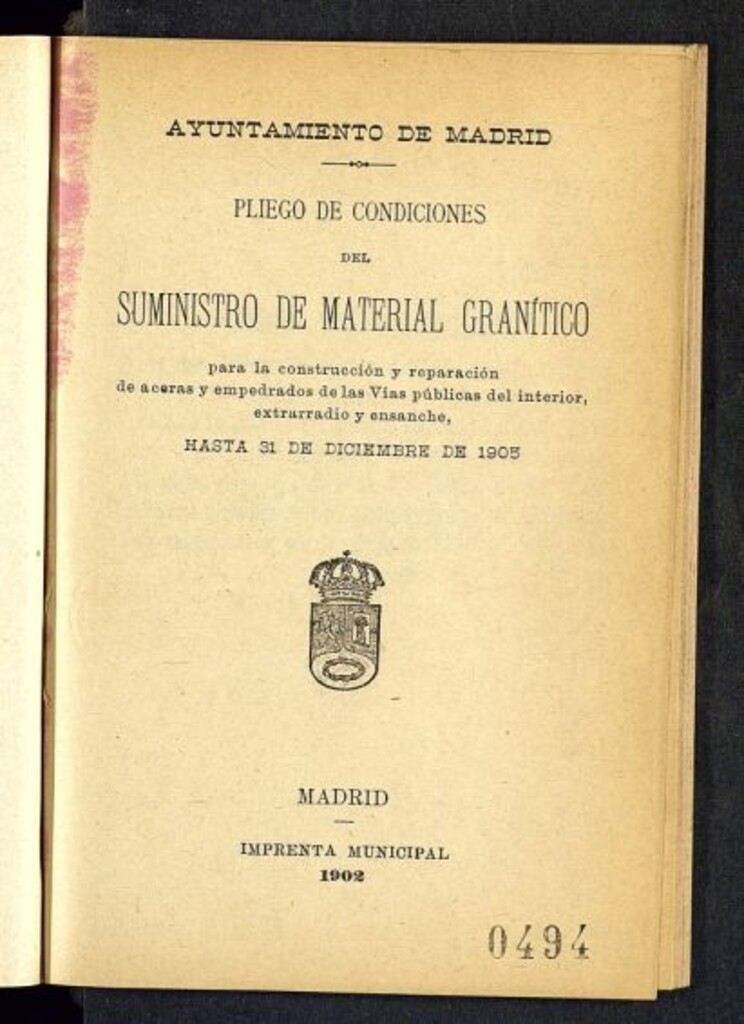 AYUNTAMIENTO DE MADRID
PLIEGO DE CONDICIONES
DEL
SUMINISTRO DE MATERIAL GRANÍTICO
para la construcción y reparación
de aceras y empedrados de las Vías públicas del interior,
extrarradio y ensanche,
HASTA 31 DE DICIEMBRE DE 1905
MADRID
IMPRENTA MUNICIPAL
1902
0494